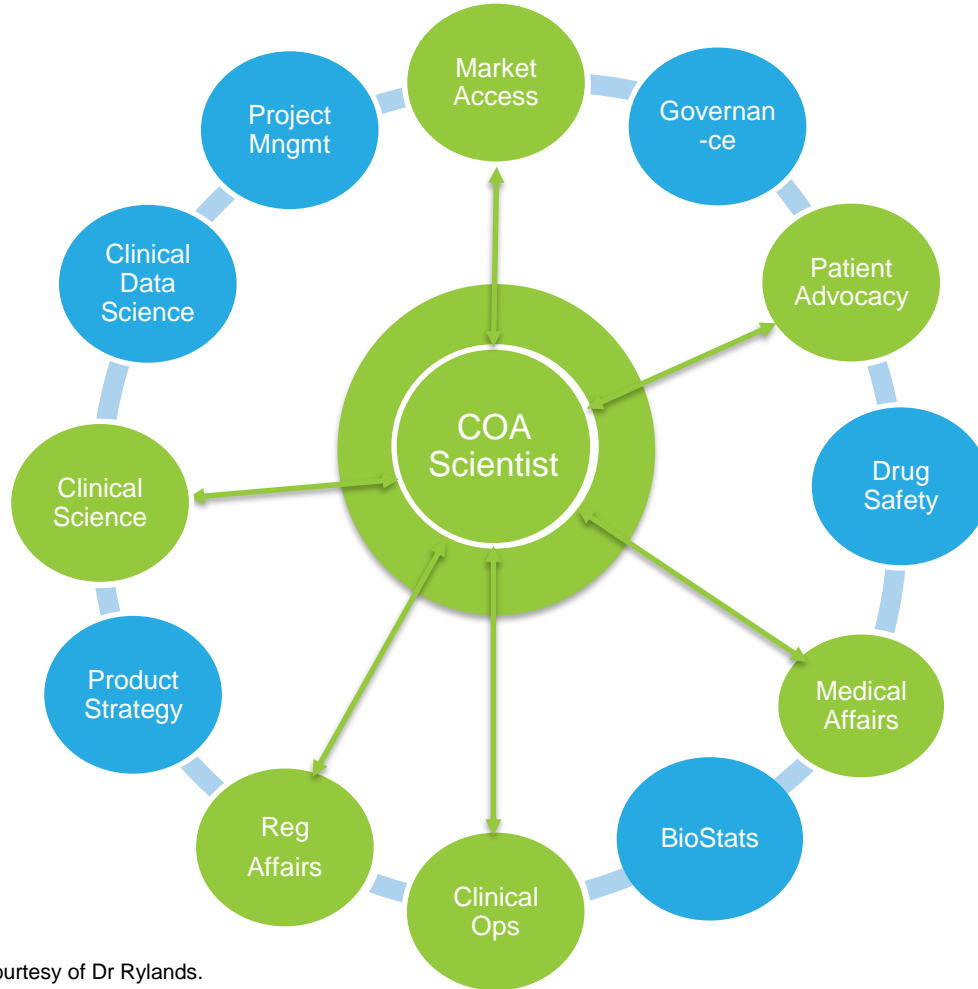 Market
Access
Governan
-ce
Patient
Advocacy
Drug
Safety
Medical
Affairs
BioStats
Clinical
Ops
Reg
Affairs
Product
Strategy
Clinical
Science
Clinical
Data
Science
Project
Mngmt
COA
Scientist
ourtesy of Dr Rylands.